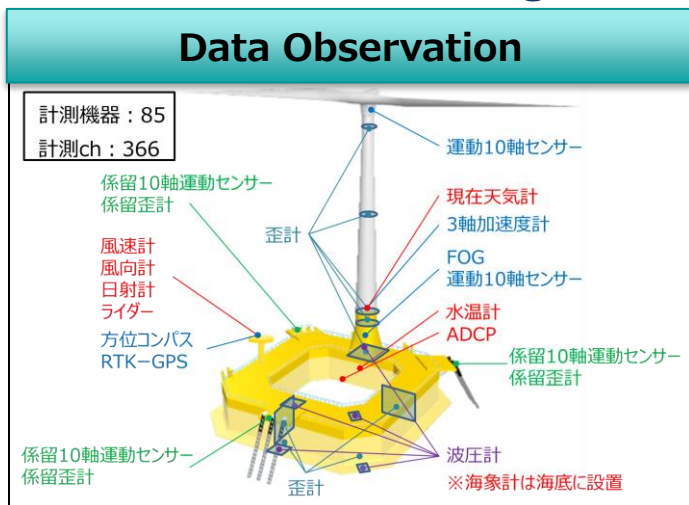 Data Observation
計測機器：85
計測ch：366
運動10軸センサー
係留10軸運動センサー
係留歪計
現在天気計
3軸加速度計
歪計
風速計
風向計
日射計
ライダー
FOG
運動10軸センサー
水温計
ADCP
方位コンパス
RTK－GPS
係留10軸運動センサー
係留歪計
係留10軸運動センサー
係留歪計
波圧計
歪計
※海象計は海底に設置